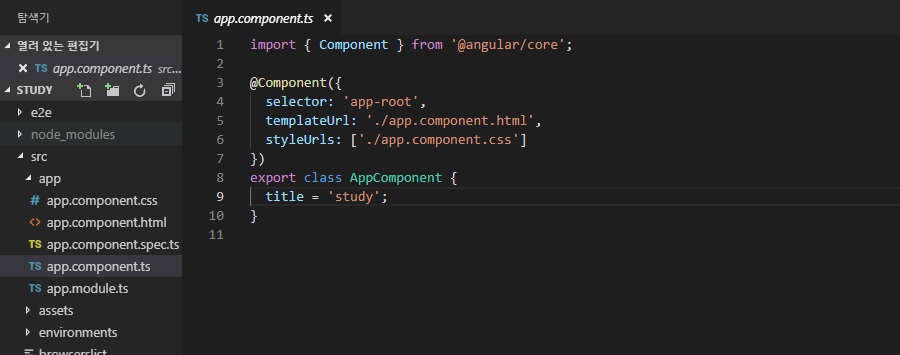 탐색기
열려 있는 편집기
TS app.component.ts src...
STUDY
e2e
node_modules
src
app
# app.component.css
<> app.component.html
TS app.component.spec.ts
TS app.component.ts
TS app.module.ts
assets
environments
browserslist
TS app.component.ts ×
1 import { Component } from '@angular/core';
2
3 @Component({
4 selector: 'app-root',
5 templateUrl: './app.component.html',
6 styleUrls: ['./app.component.css']
7 })
8 export class AppComponent {
9 title = 'study';
10 }
11